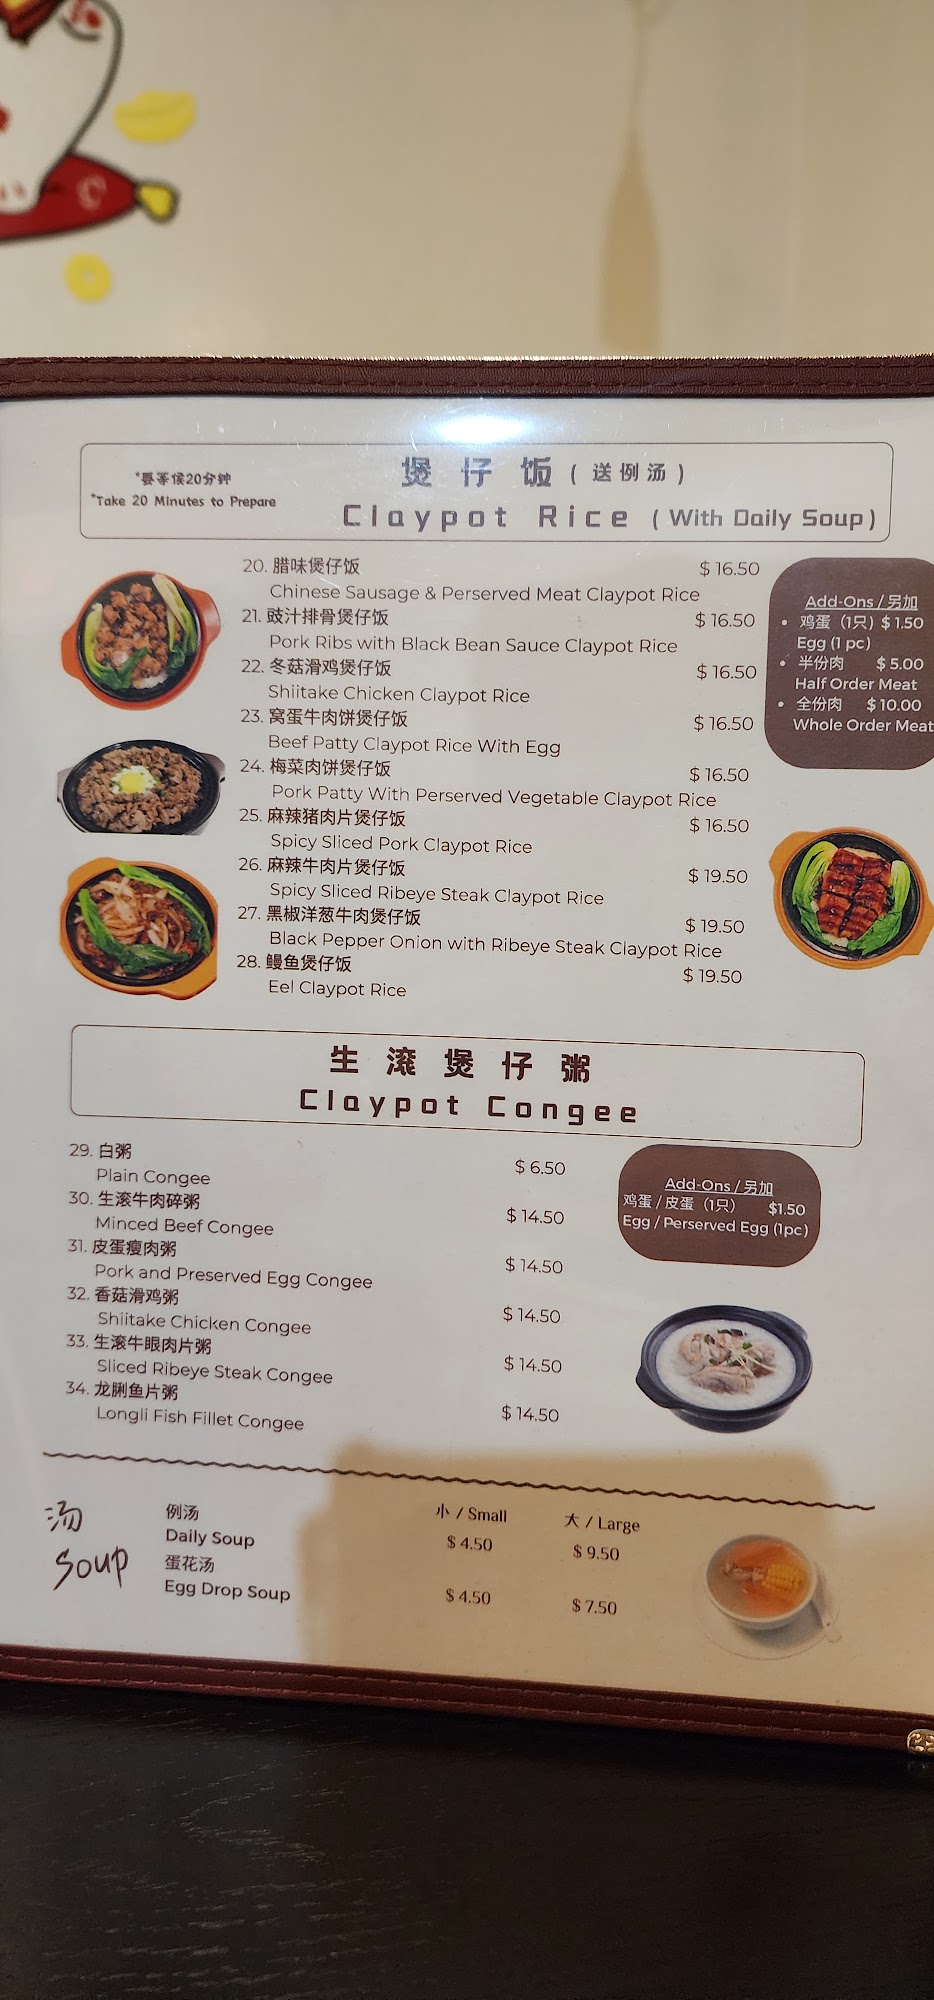 *要等候20分钟
*Take 20 Minutes to Prepare
煲仔饭(送例汤)
Claypot Rice (With Daily Soup)
20. 腊味煲仔饭 $16.50
Chinese Sausage & Perserved Meat Claypot Rice
21. 豉汁排骨煲仔饭 $16.50
Pork Ribs with Black Bean Sauce Claypot Rice
22. 冬菇滑鸡煲仔饭 $16.50
Shiitake Chicken Claypot Rice
23. 窝蛋牛肉饼煲仔饭 $16.50
Beef Patty Claypot Rice With Egg
24. 梅菜肉饼煲仔饭 $16.50
Pork Patty With Perserved Vegetable Claypot Rice
25. 麻辣猪肉片煲仔饭 $16.50
Spicy Sliced Pork Claypot Rice
26. 麻辣牛肉片煲仔饭 $19.50
Spicy Sliced Ribeye Steak Claypot Rice
27. 黑椒洋葱牛肉煲仔饭 $19.50
Black Pepper Onion with Ribeye Steak Claypot Rice
28. 鳗鱼煲仔饭 $19.50
Eel Claypot Rice
Add-Ons / 另加
• 鸡蛋 (1只) $1.50
Egg (1 pc)
• 半份肉 $5.00
Half Order Meat
• 全份肉 $10.00
Whole Order Meat
生滚煲仔粥
Claypot Congee
29. 白粥 $6.50
Plain Congee
30. 生滚牛肉碎粥 $14.50
Minced Beef Congee
31. 皮蛋瘦肉粥 $14.50
Pork and Preserved Egg Congee
32. 香菇滑鸡粥 $14.50
Shiitake Chicken Congee
33. 生滚牛眼肉片粥 $14.50
Sliced Ribeye Steak Congee
34. 龙脷鱼片粥 $14.50
Longli Fish Fillet Congee
Add-Ons / 另加
鸡蛋 / 皮蛋 (1只) $1.50
Egg / Perserved Egg (1pc)
汤
Soup
小 / Small 大 / Large
例汤
Daily Soup $4.50 $9.50
蛋花汤
Egg Drop Soup $4.50 $7.50